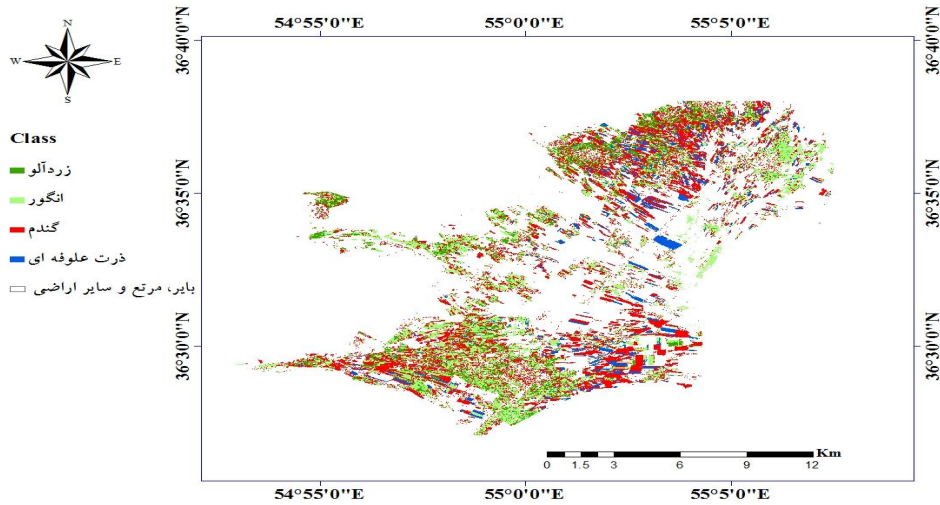 54°55'0"E 55°0'0"E 55°5'0"E
36°40'0"N 36°40'0"N
N
W E
S
Class
زردآلو
انگور
گندم
ذرت علوفه ای
بایر، مرتع و سایر اراضی
36°35'0"N 36°35'0"N
36°30'0"N 36°30'0"N
Km
0 1.5 3 6 9 12
54°55'0"E 55°0'0"E 55°5'0"E